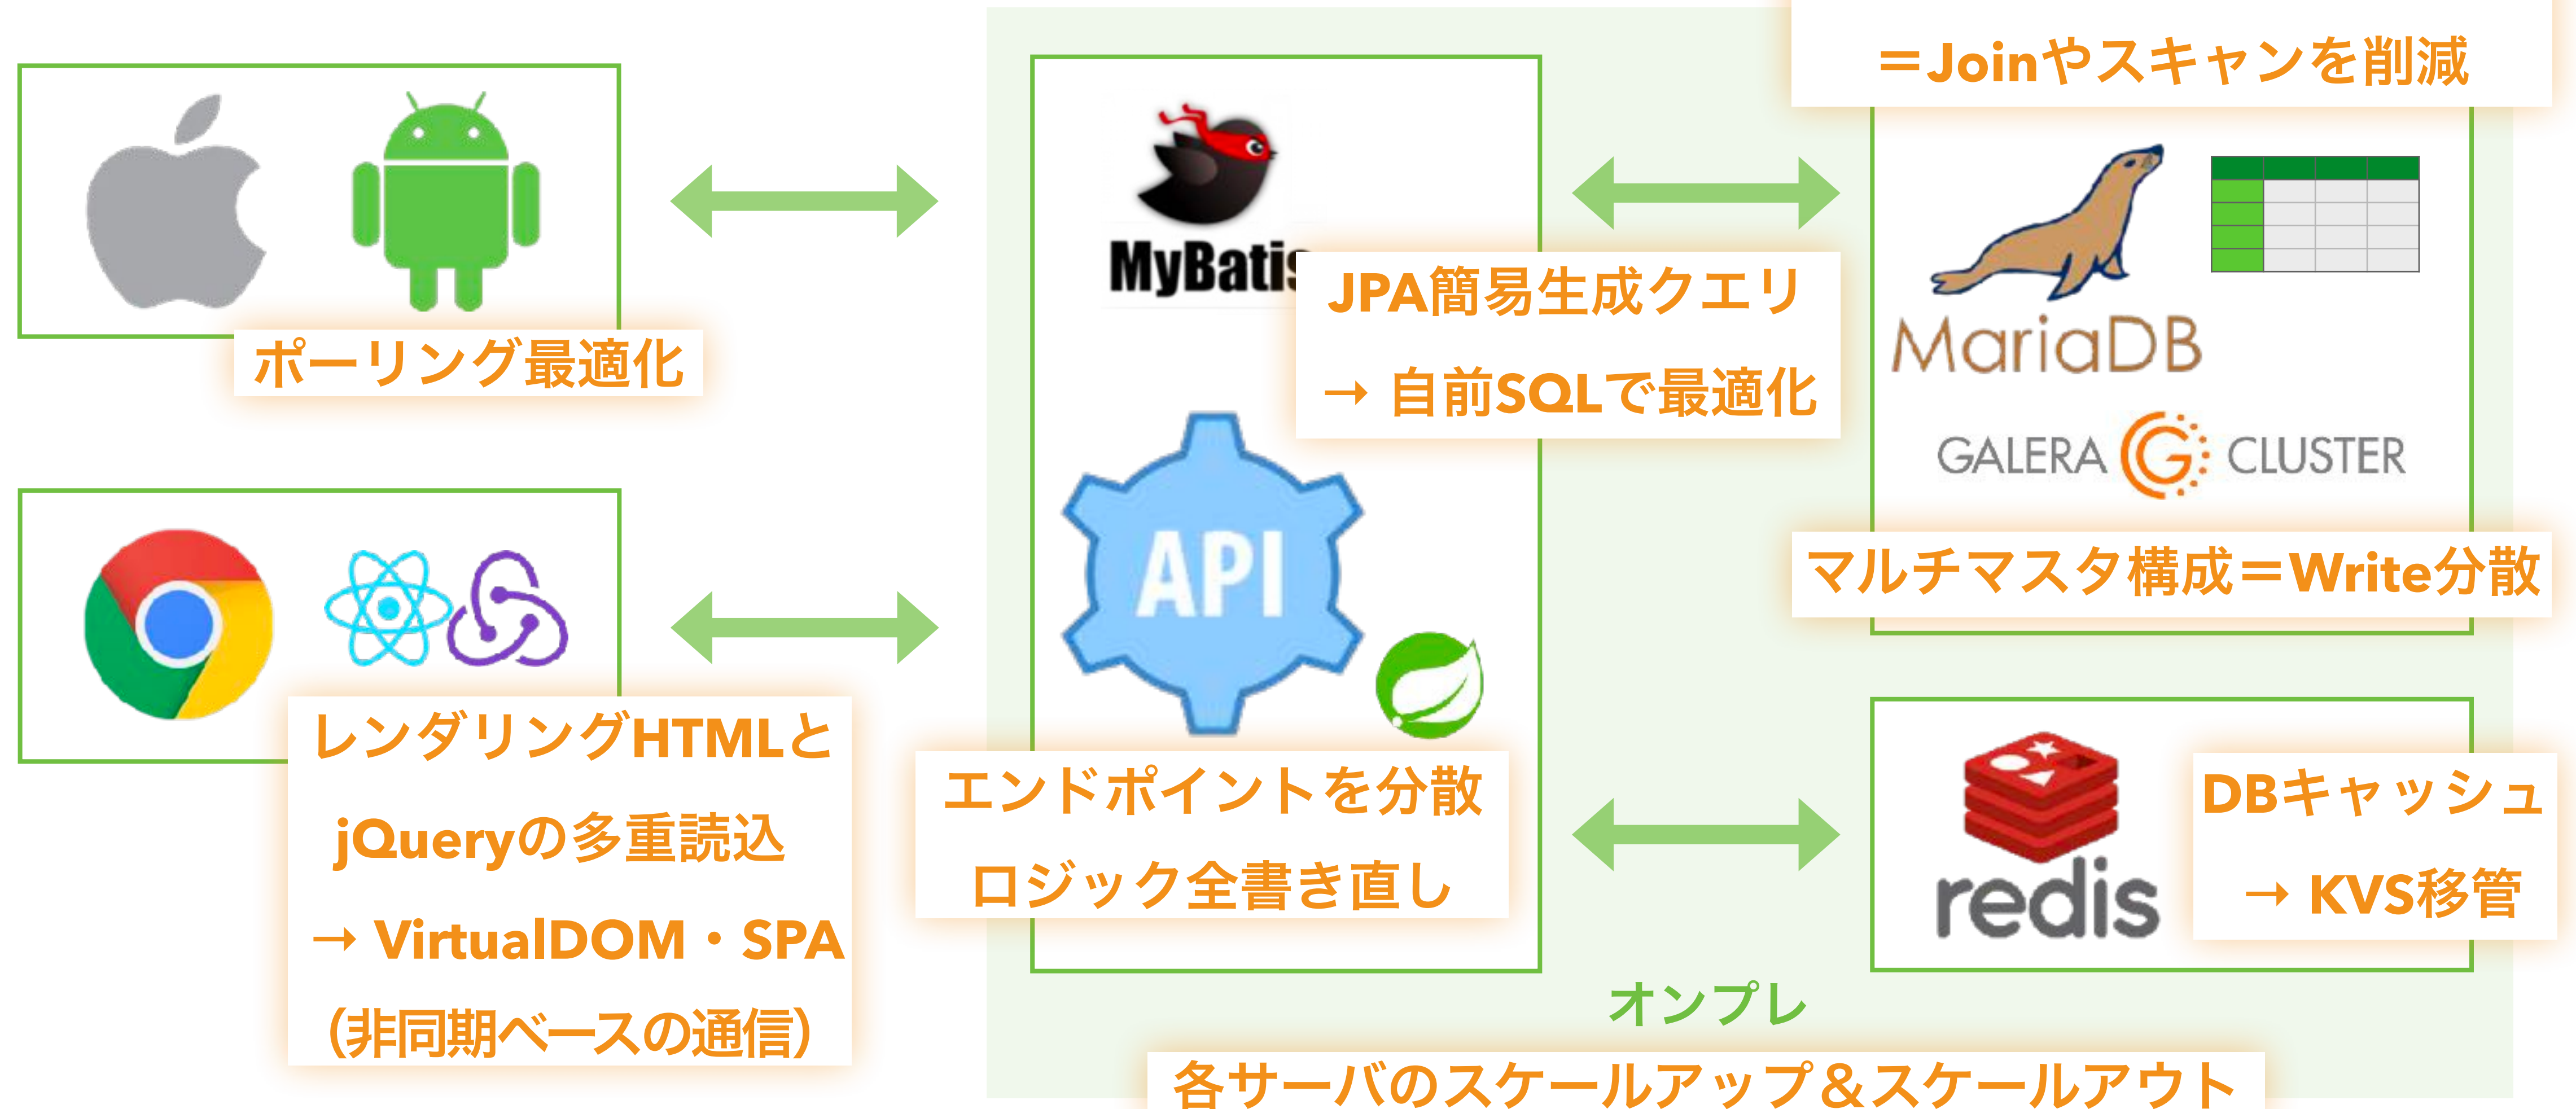 ＝Joinやスキャンを削減
MyBatis
JPA簡易生成クエリ
→ 自前SQLで最適化
ポーリング最適化
MariaDB
GALERA CLUSTER
API
マルチマスタ構成＝Write分散
レンダリングHTMLと
jQueryの多重読込
→ VirtualDOM・SPA
（非同期ベースの通信）
エンドポイントを分散
ロジック全書き直し
redis
DBキャッシュ
→ KVS移管
オンプレ
各サーバのスケールアップ＆スケールアウト